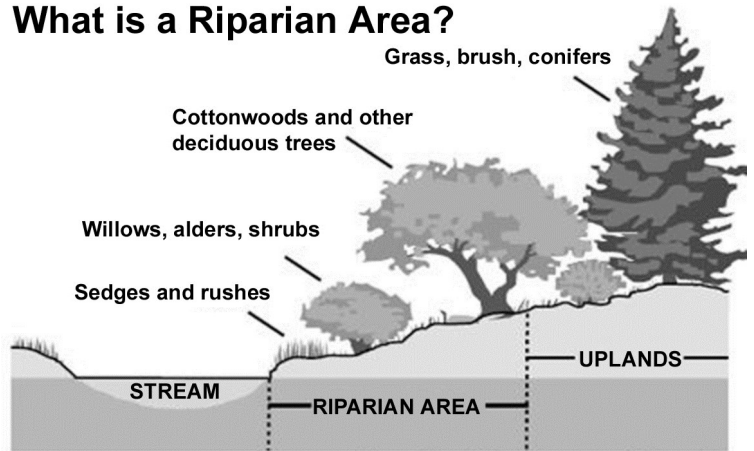 What is a Riparian Area?
Grass, brush, conifers
Cottonwoods and other
deciduous trees
Willows, alders, shrubs
Sedges and rushes
UPLANDS
STREAM
RIPARIAN AREA